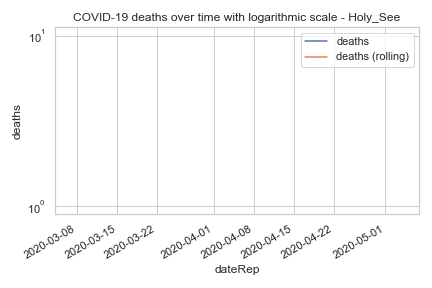 COVID-19 deaths over time with logarithmic scale - Holy_See
10¹
deaths
deaths (rolling)
deaths
10⁰
2020-03-08
2020-03-15
2020-03-22
2020-04-01
2020-04-08
2020-04-15
2020-04-22
2020-05-01
dateRep